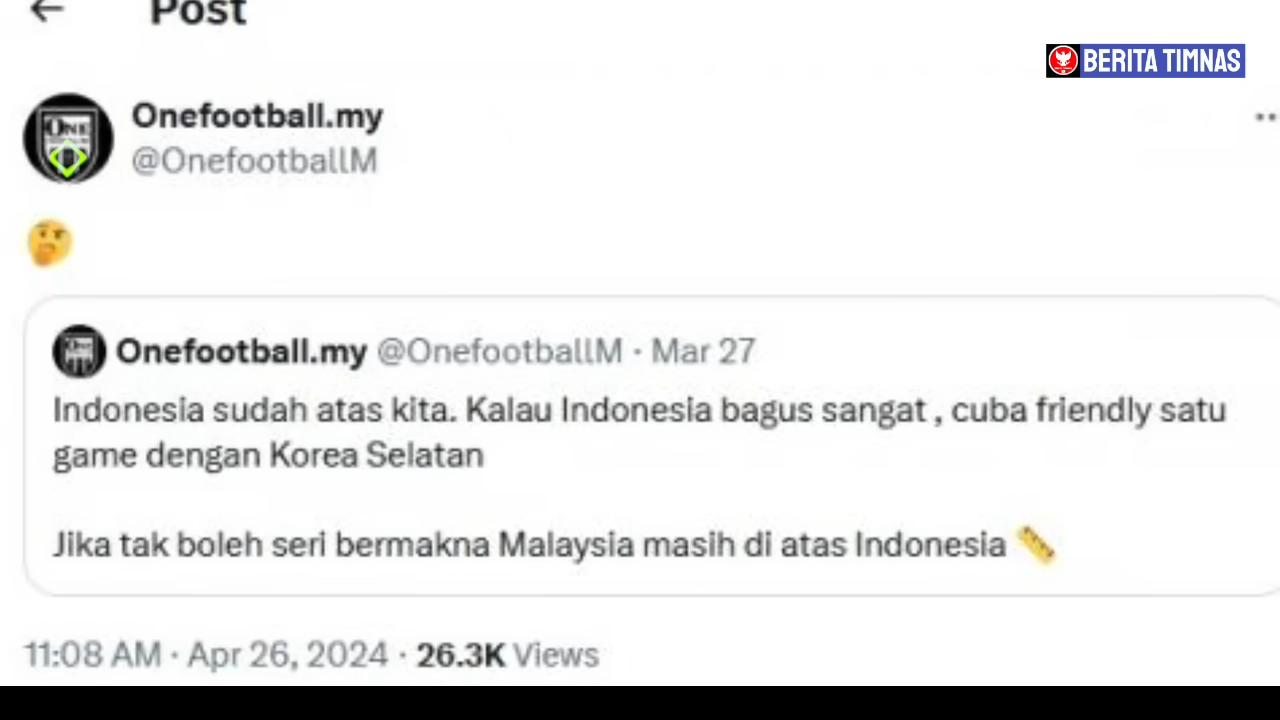 Post
BERITA TIMNAS
Onefootball.my
@OnefootballM
Onefootball.my @OnefootballM · Mar 27
Indonesia sudah atas kita. Kalau Indonesia bagus sangat , cuba friendly satu
game dengan Korea Selatan
Jika tak boleh seri bermakna Malaysia masih di atas Indonesia
11:08 AM · Apr 26, 2024 · 26.3K Views